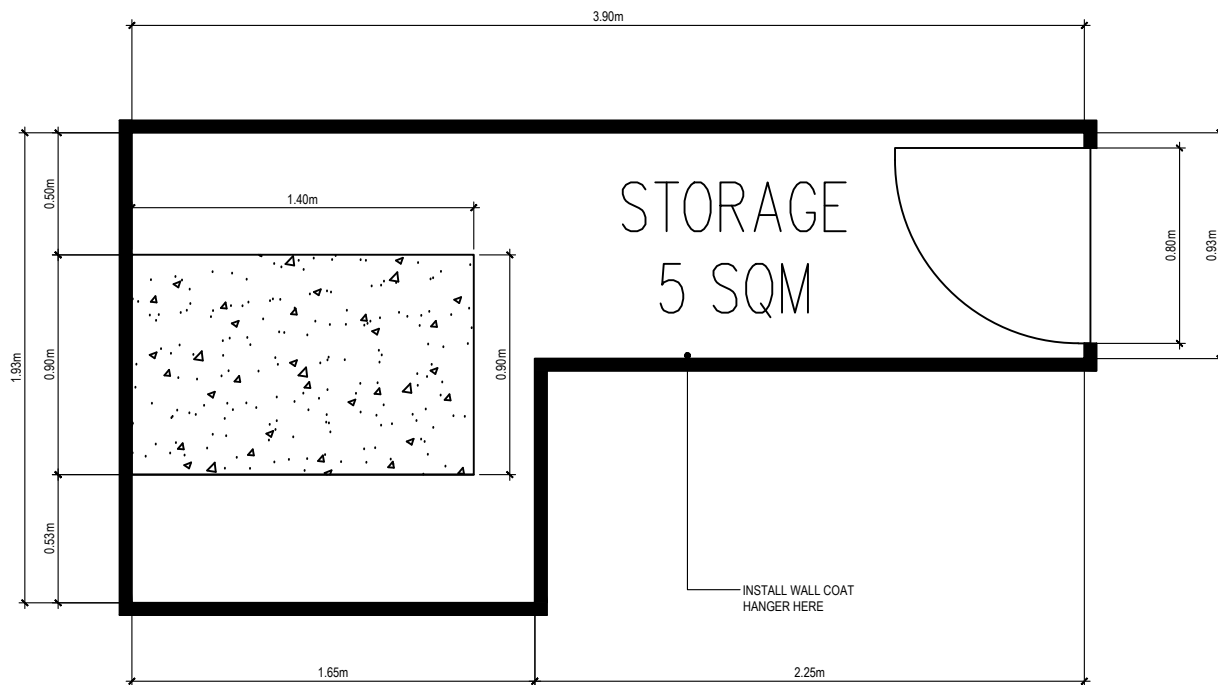 3.90m
0.50m
1.40m
STORAGE
5 SQM
0.80m
0.93m
1.93m
0.90m
0.90m
0.53m
INSTALL WALL COAT
HANGER HERE
1.65m
2.25m